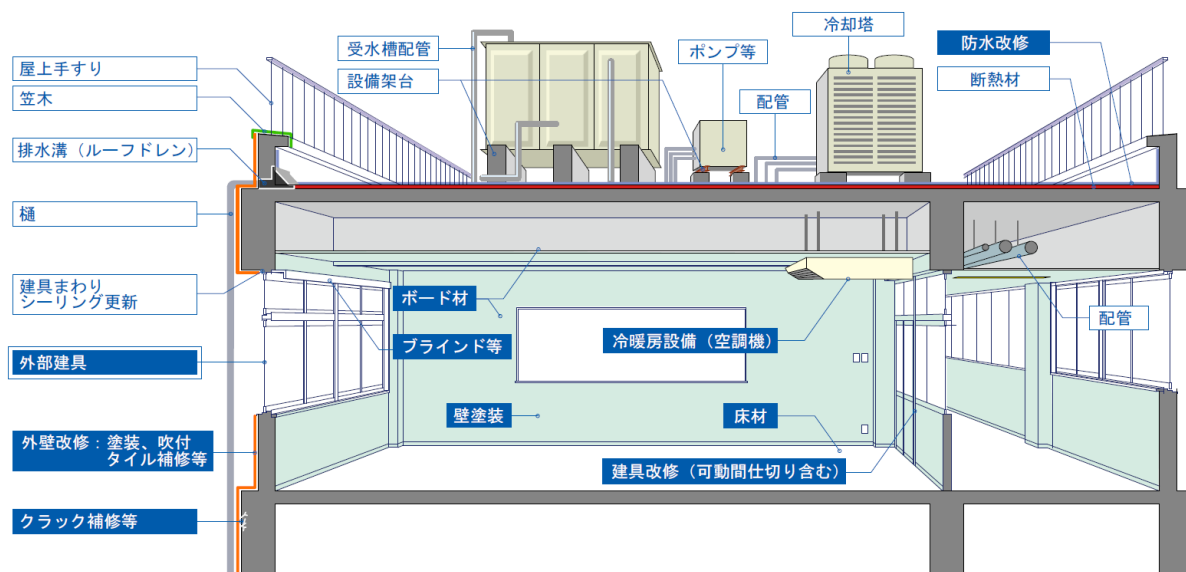 屋上手すり
笠木
排水溝（ルーフドレン）
樋
建具まわり
シーリング更新
外部建具
外壁改修：塗装、吹付
タイル補修等
クラック補修等
受水槽配管
設備架台
ポンプ等
配管
冷却塔
防水改修
断熱材
ボード材
ブラインド等
冷暖房設備（空調機）
配管
壁塗装
床材
建具改修（可動間仕切り含む）